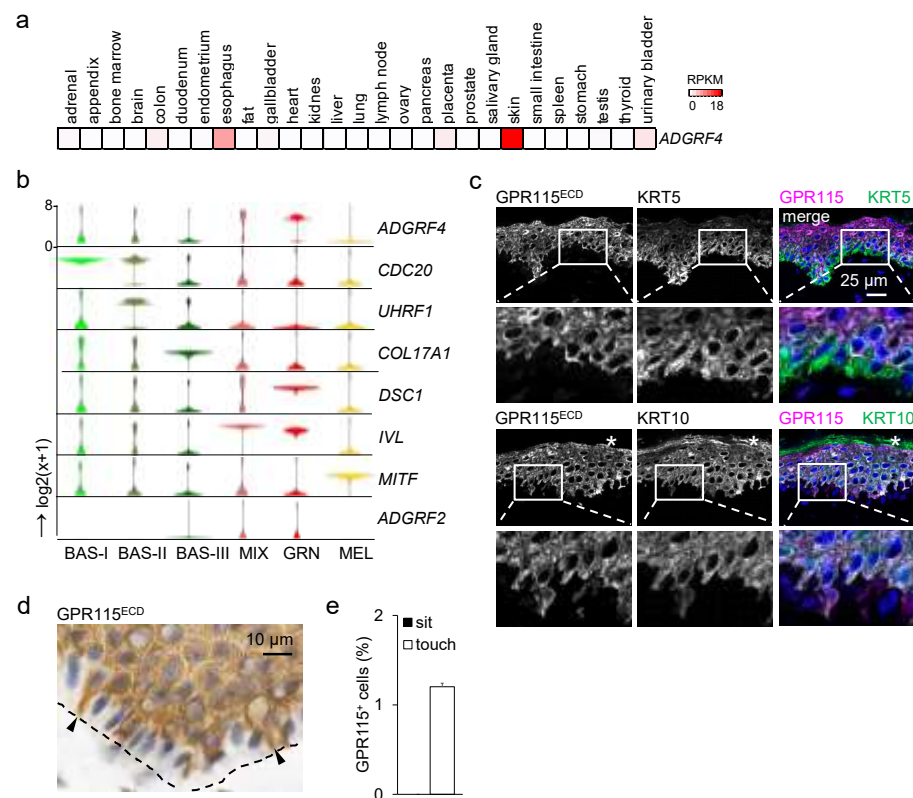 a
adrenal
appendix
bone marrow
brain
colon
duodenum
endometrium
esophagus
fat
gallbladder
heart
kidnes
liver
lung
lymph node
ovary
pancreas
placenta
prostate
salivary gland
skin
small intestine
spleen
stomach
testis
thyroid
urinary bladder
RPKM
0 18
ADGRF4
b
8
0
→ log2(x+1)
ADGRF4
CDC20
UHRF1
COL17A1
DSC1
IVL
MITF
ADGRF2
BAS-I BAS-II BAS-III MIX GRN MEL
c
GPR115ECD KRT5 GPR115 KRT5
merge
25 µm
GPR115ECD KRT10 GPR115 KRT10
* * *
d
GPR115ECD
10 µm
e
GPR115+ cells (%)
2
1
0
sit
touch